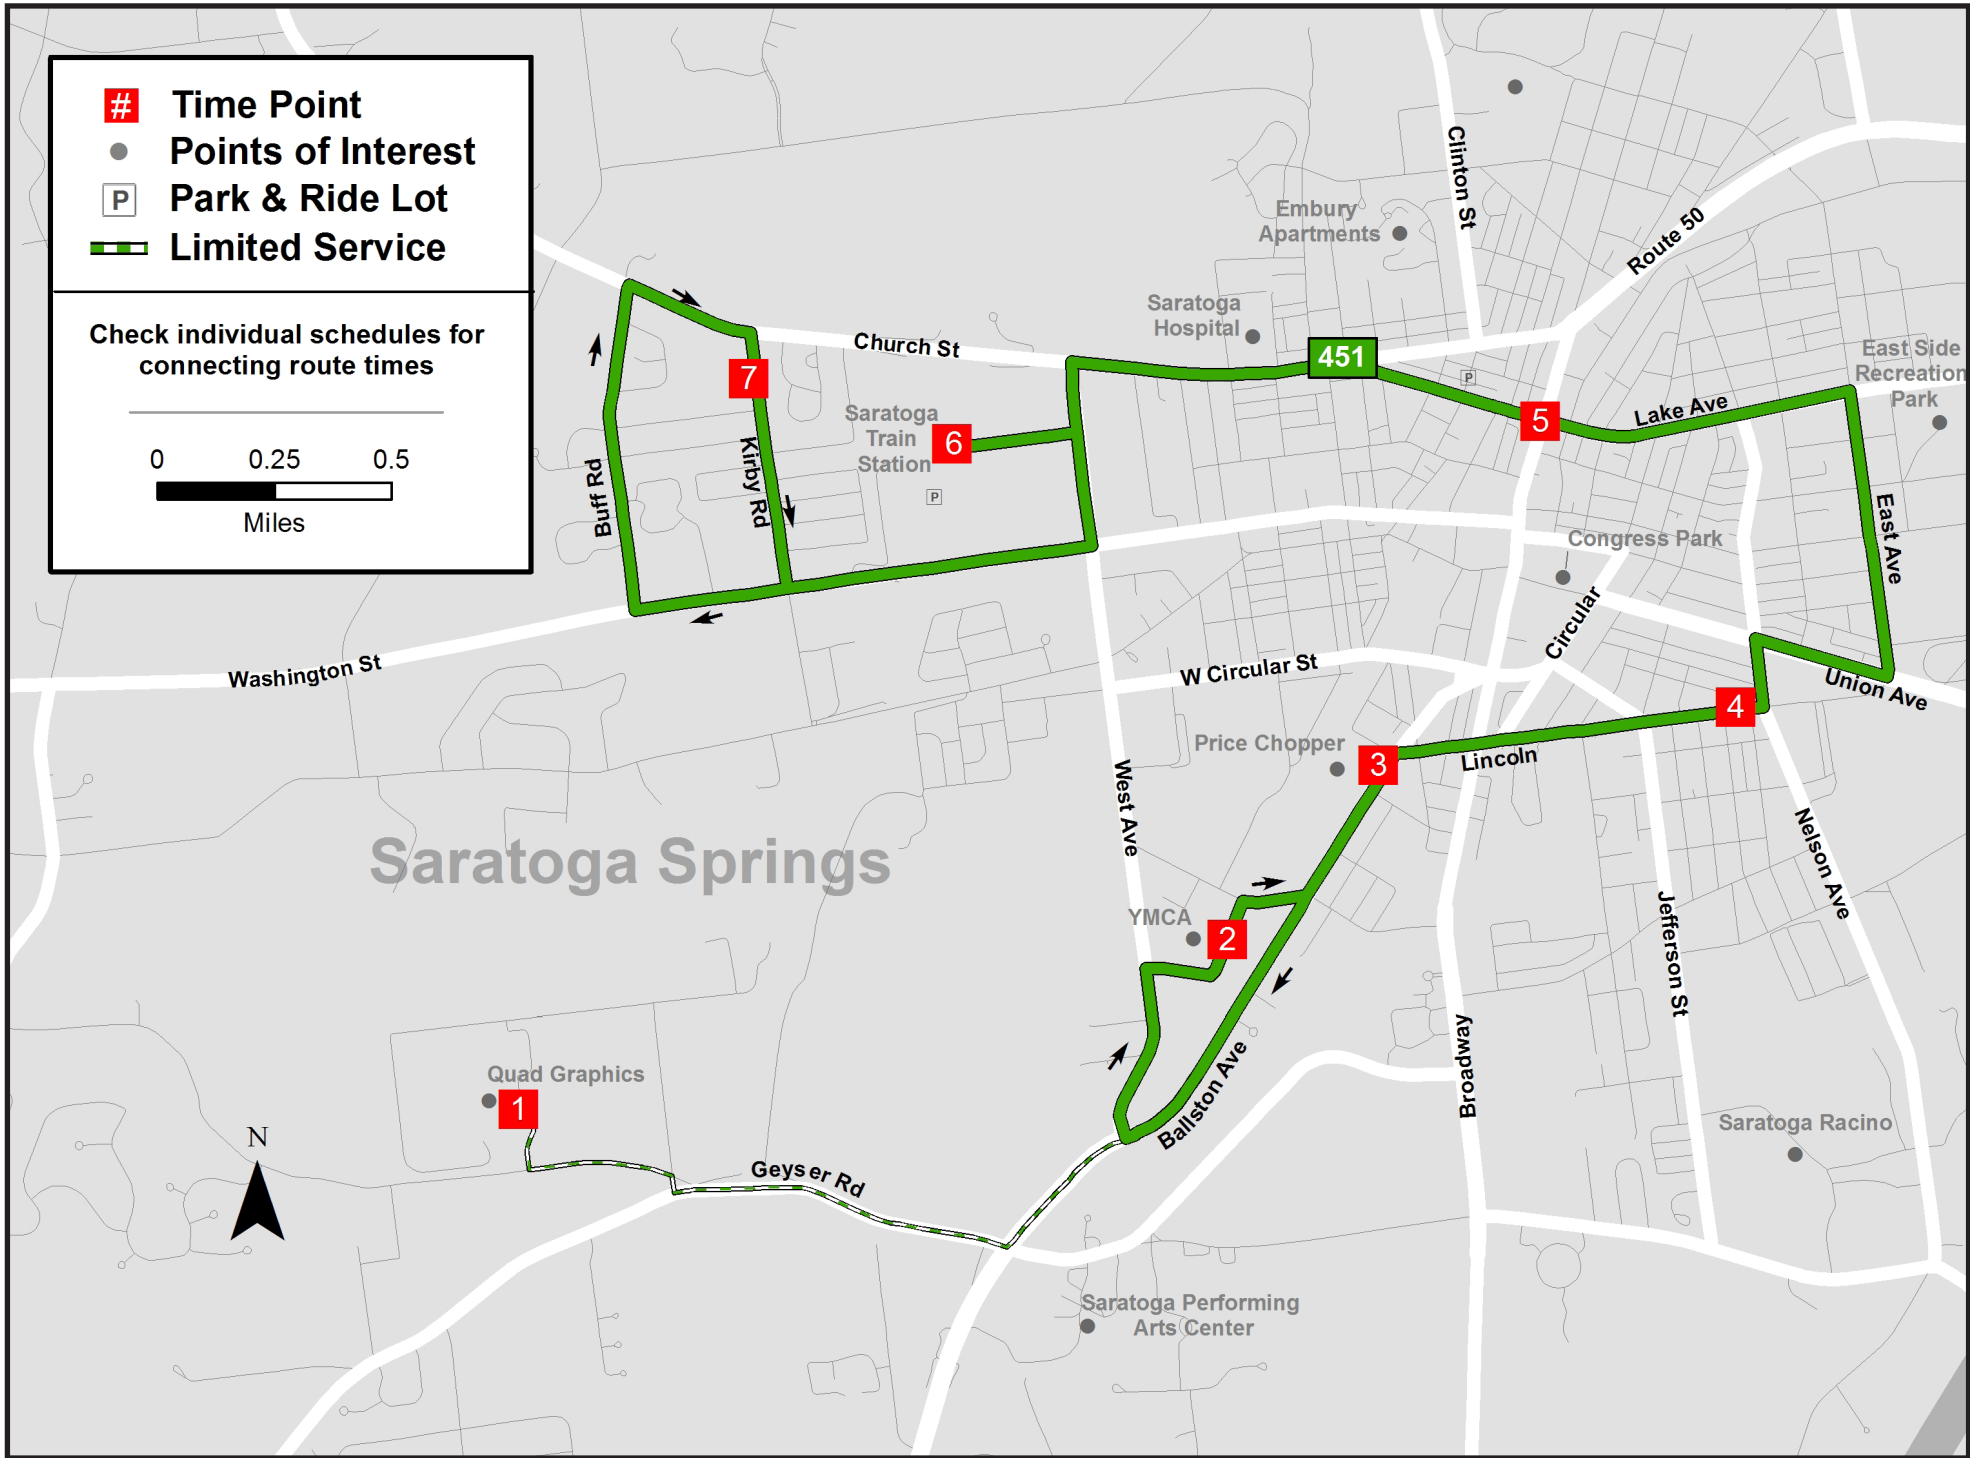 # Time Point
Points of Interest
P Park & Ride Lot
Limited Service
Check individual schedules for
connecting route times
0 0.25 0.5
Miles
Clinton St
Route 50
Embury
Apartments
Saratoga
Hospital
Church St
451
P
East Side
Recreation
Park
7
Saratoga
Train
Station
6
P
5
Lake Ave
Buff Rd
Kirby Rd
East Ave
Congress Park
Circular
Washington St
W Circular St
Union Ave
4
Price Chopper
3
Lincoln
West Ave
Nelson Ave
Saratoga Springs
YMCA
2
Jefferson St
Broadway
Ballston Ave
Quad Graphics
1
N
Geyser Rd
Saratoga Racino
Saratoga Performing
Arts Center